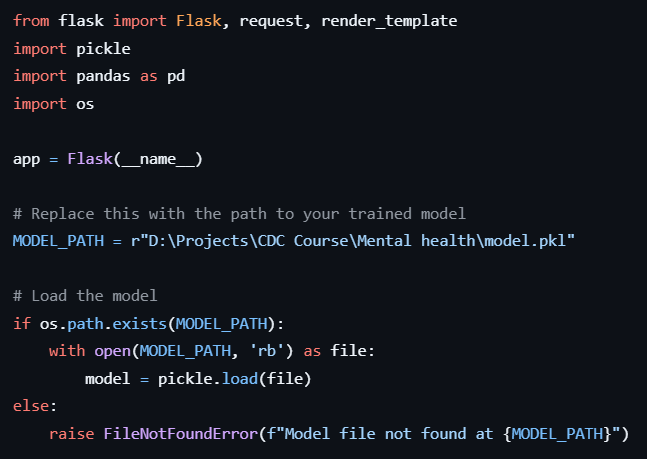 from flask import Flask, request, render_template
import pickle
import pandas as pd
import os

app = Flask(__name__)

# Replace this with the path to your trained model
MODEL_PATH = r"D:\Projects\CDC Course\Mental health\model.pkl"

# Load the model
if os.path.exists(MODEL_PATH):
    with open(MODEL_PATH, 'rb') as file:
        model = pickle.load(file)
else:
    raise FileNotFoundError(f"Model file not found at {MODEL_PATH}")